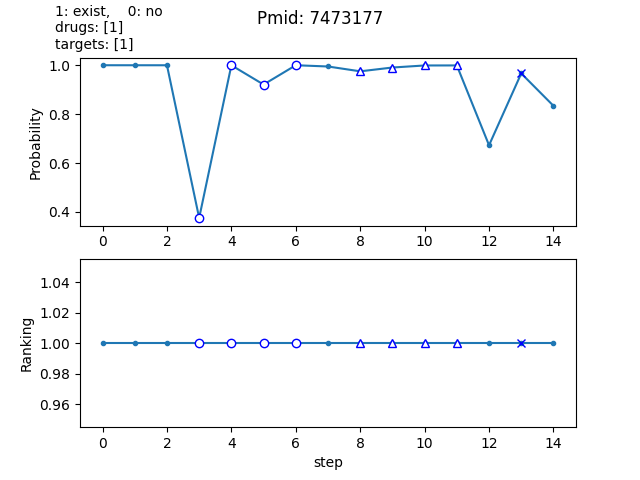 1: exist,    0: no
drugs: [1]
targets: [1]
Pmid: 7473177
1.0
0.8
0.6
0.4
Probability
0 2 4 6 8 10 12 14
1.04
1.02
1.00
0.98
0.96
Ranking
0 2 4 6 8 10 12 14
step